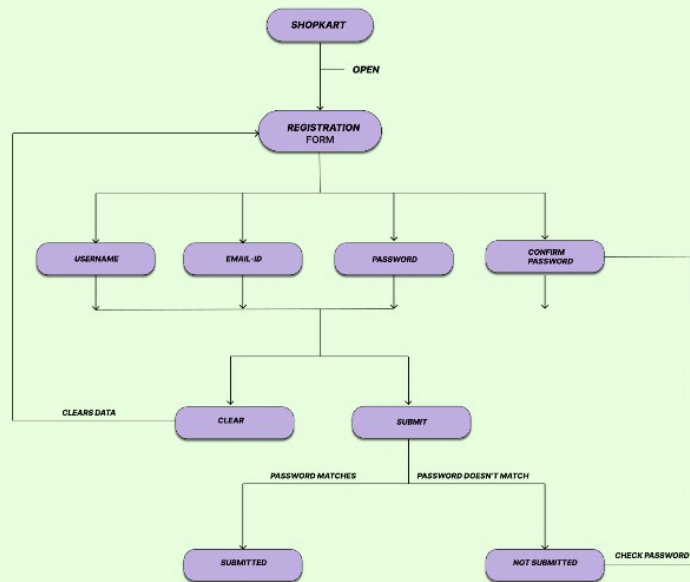 SHOPKART
OPEN
REGISTRATION
FORM
USERNAME
EMAIL-ID
PASSWORD
CONFIRM
PASSWORD
CLEARS DATA
CLEAR
SUBMIT
PASSWORD MATCHES
PASSWORD DOESN'T MATCH
SUBMITTED
NOT SUBMITTED
CHECK PASSWORD